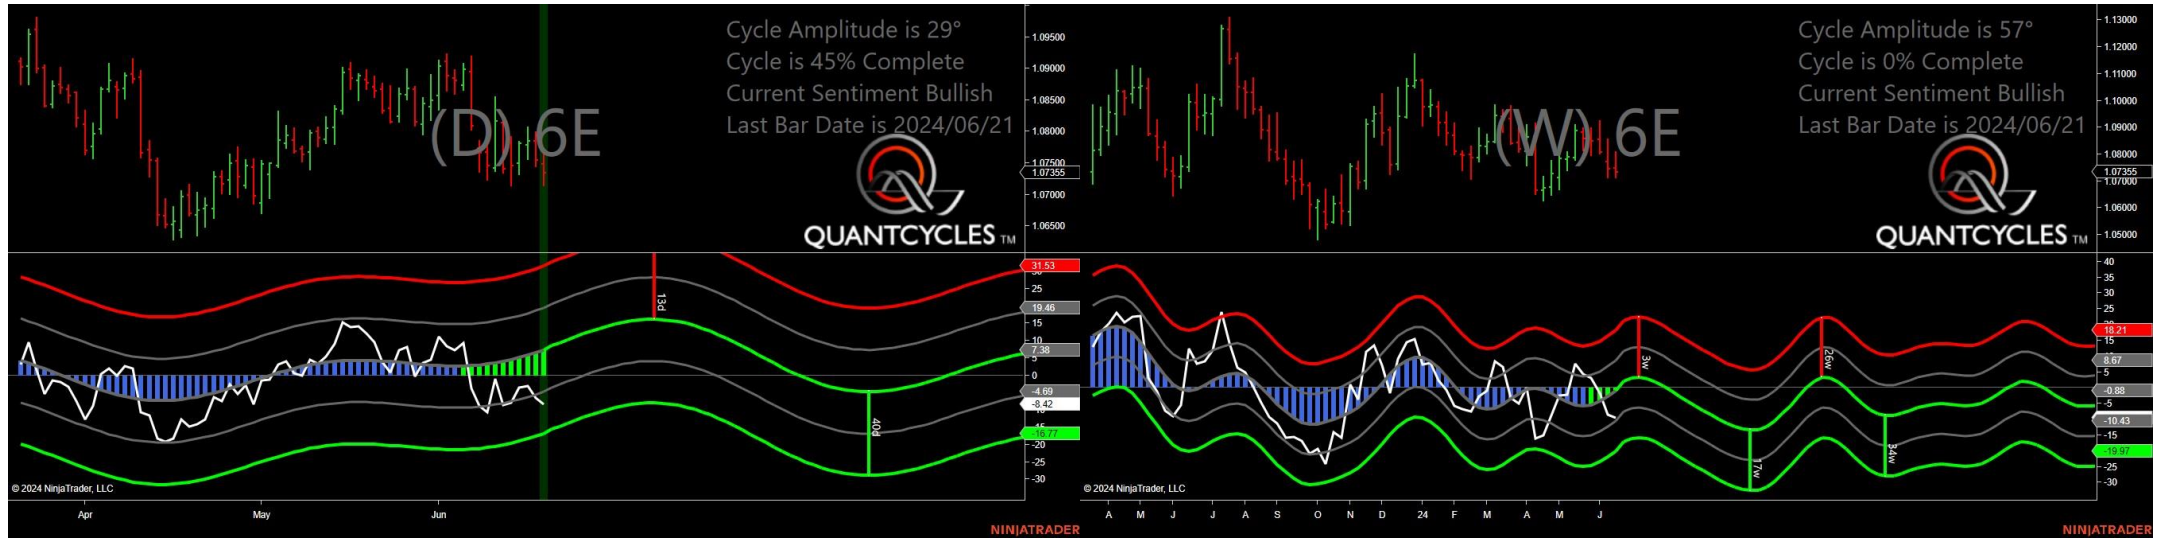 Cycle Amplitude is 29°
Cycle is 45% Complete
Current Sentiment Bullish
Last Bar Date is 2024/06/21
(D) 6E
QUANTCYCLES TM
1.09500
1.09000
1.08500
1.08000
1.07500
1.07355
1.07000
1.06500
31.53
25
19.46
15
10
7.38
5
0
-4.69
-8.42
-16.77
-20
-25
-30
13d
40d
© 2024 NinjaTrader, LLC
Apr
May
Jun
NINJATRADER
Cycle Amplitude is 57°
Cycle is 0% Complete
Current Sentiment Bullish
Last Bar Date is 2024/06/21
(W) 6E
QUANTCYCLES TM
1.13000
1.12000
1.11000
1.10000
1.09000
1.08000
1.07355
1.07000
1.06000
1.05000
40
35
30
25
18.21
15
8.67
5
-0.88
-5
-10.43
-15
-19.97
-25
-30
3w
26w
17w
34w
© 2024 NinjaTrader, LLC
A M J J A S O N D 24 F M A M J
NINJATRADER